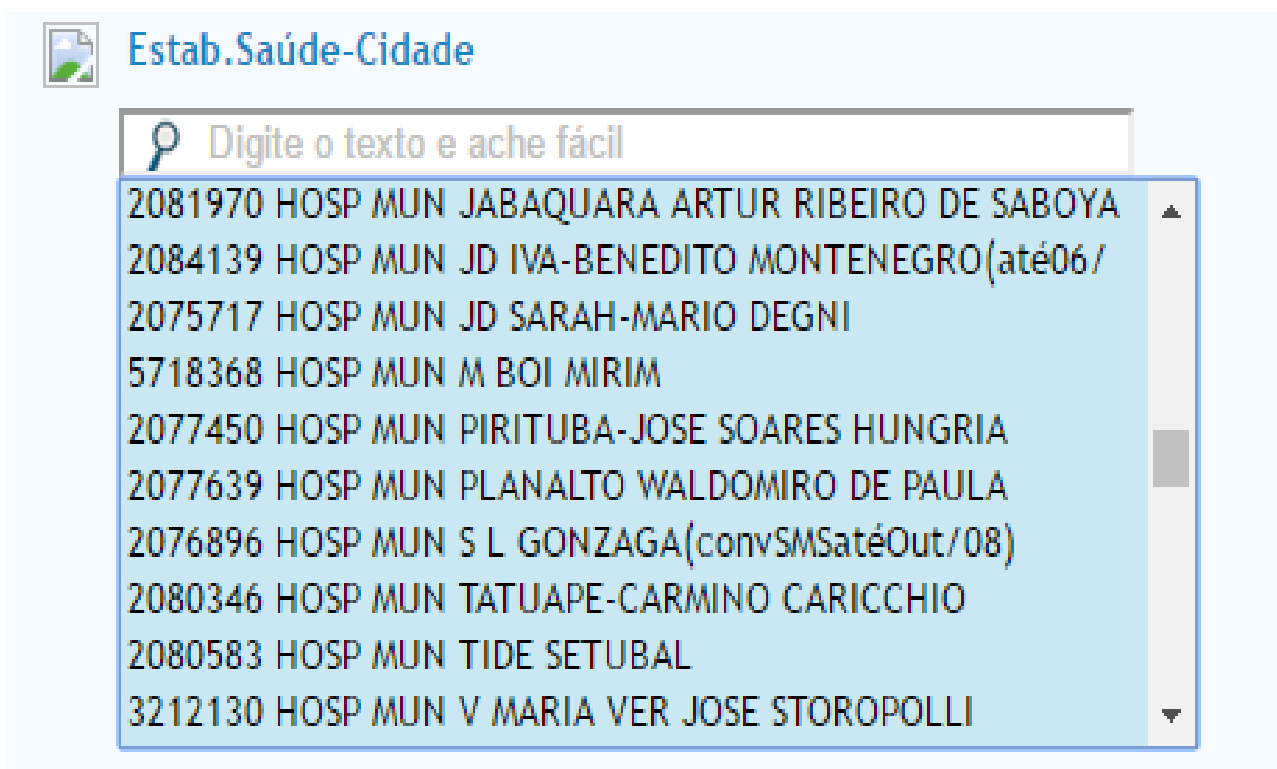 Estab.Saúde-Cidade
Digite o texto e ache fácil
2081970 HOSP MUN JABAQUARA ARTUR RIBEIRO DE SABOYA
2084139 HOSP MUN JD IVA-BENEDITO MONTENEGRO(até06/
2075717 HOSP MUN JD SARAH-MARIO DEGNI
5718368 HOSP MUN M BOI MIRIM
2077450 HOSP MUN PIRITUBA-JOSE SOARES HUNGRIA
2077639 HOSP MUN PLANALTO WALDOMIRO DE PAULA
2076896 HOSP MUN S L GONZAGA(convSMSatéOut/08)
2080346 HOSP MUN TATUAPE-CARMINO CARICCHIO
2080583 HOSP MUN TIDE SETUBAL
3212130 HOSP MUN V MARIA VER JOSE STOROPOLLI